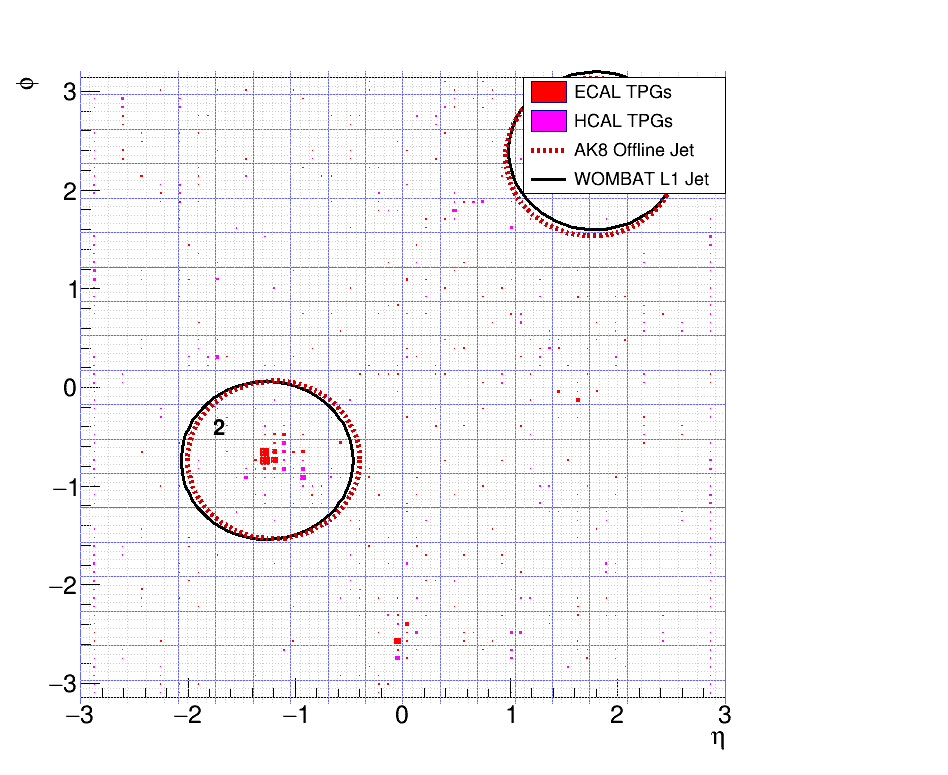 ϕ
3
2
1
0
−1
−2
−3
ECAL TPGs
HCAL TPGs
AK8 Offline Jet
WOMBAT L1 Jet
2
−3 −2 −1 0 1 2 3
η